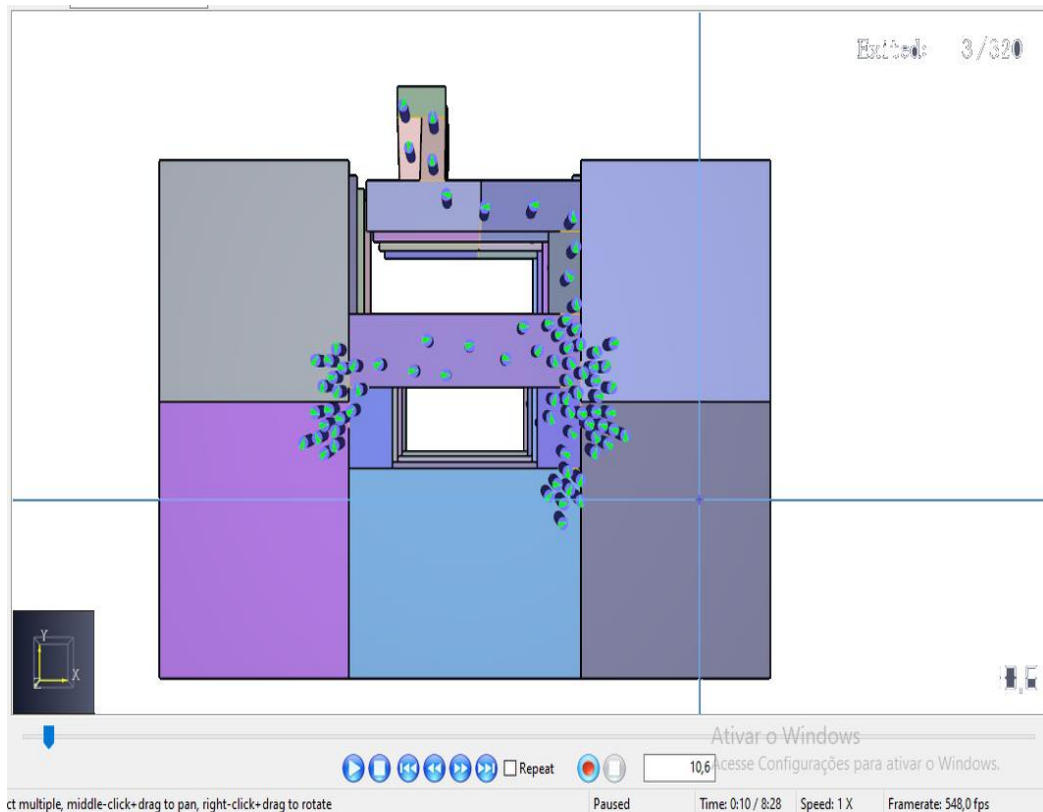 Exited: 3/320
Y
X
Z
Repeat
10,6
Ativar o Windows
Acesse Configurações para ativar o Windows.
ct multiple, middle-click+drag to pan, right-click+drag to rotate
Paused
Time: 0:10 / 8:28
Speed: 1 X
Framerate: 548,0 fps